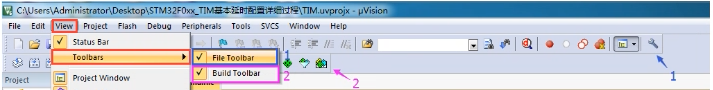 C:\Users\Administrator\Desktop\STM32F0xx_TIM基本延时配置详细过程\TIM.uvprojx - µVision
File Edit View Project Flash Debug Peripherals Tools SVCS Window Help
Status Bar
Toolbars
File Toolbar
1
Build Toolbar
2
Project Window
Project
1
2